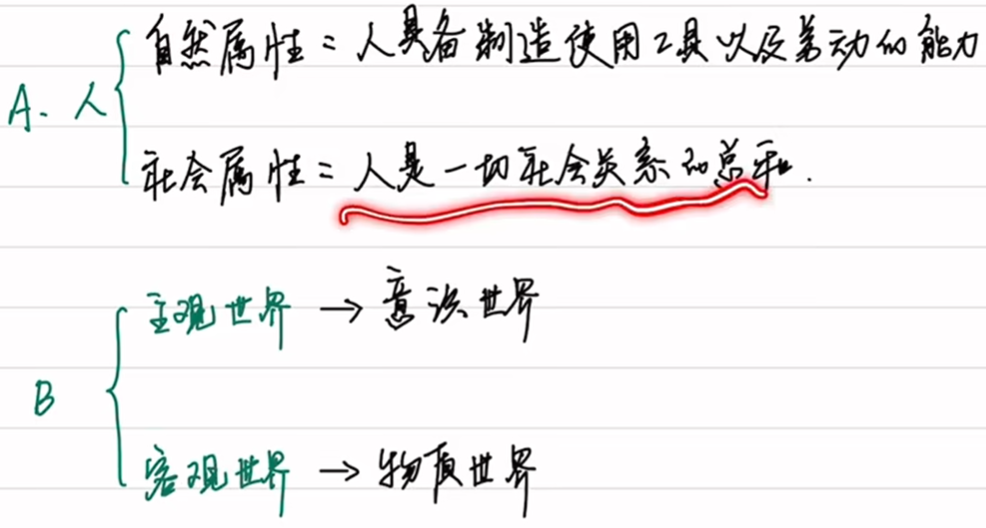 自然属性：人具备制造使用工具以及劳动的能力
A. 人
社会属性：人是一切社会关系的总和.
主观世界 → 意识世界
B
客观世界 → 物质世界